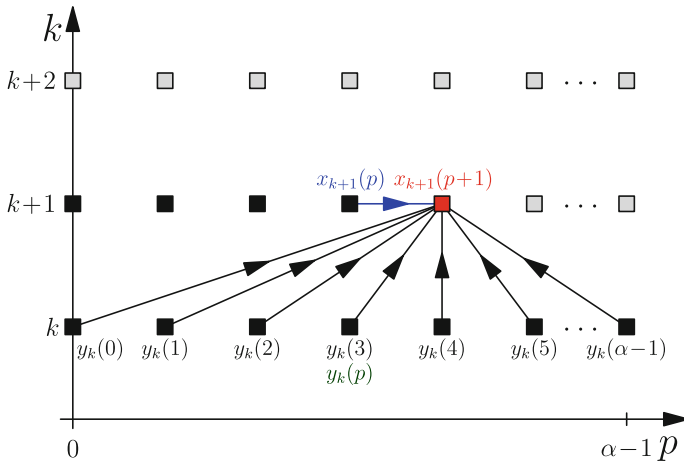 k
k+2 ...
x_{k+1}(p) x_{k+1}(p+1)
k+1 ...
k ...
y_k(0) y_k(1) y_k(2) y_k(3) y_k(4) y_k(5) y_k(α−1)
y_k(p)
0 α−1 p